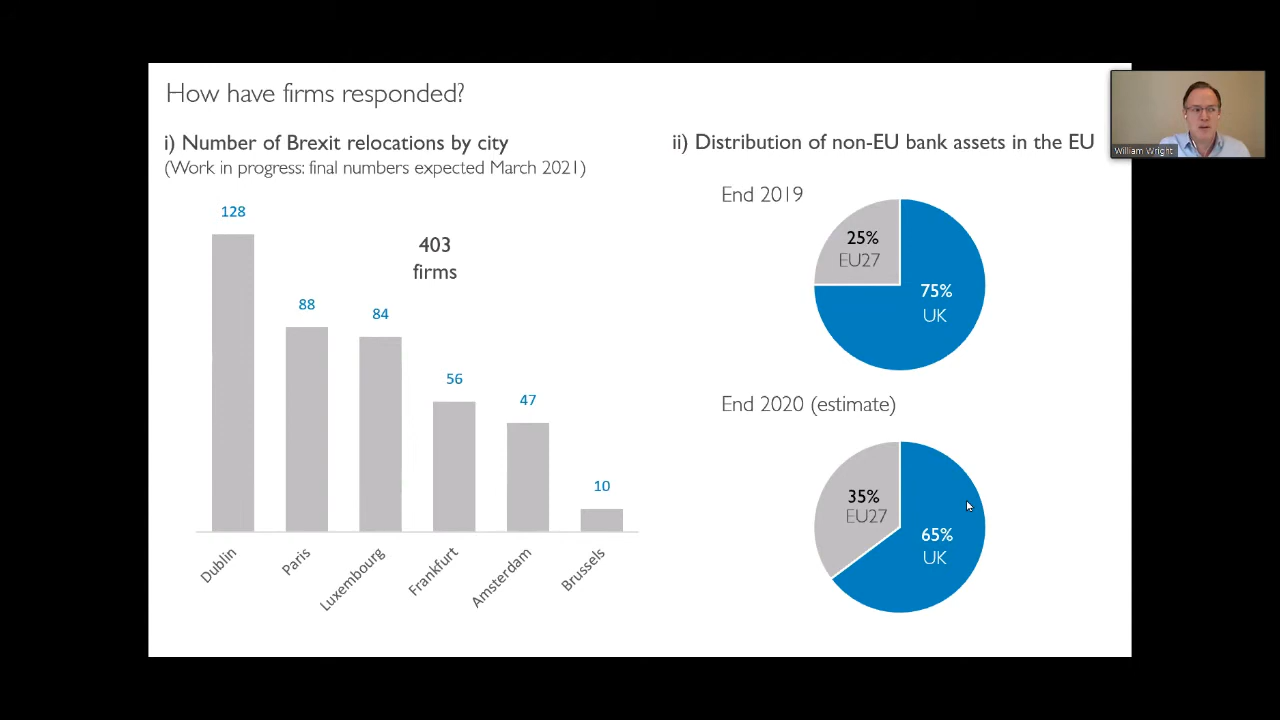 How have firms responded?
i) Number of Brexit relocations by city
(Work in progress: final numbers expected March 2021)
128
88
84
56
47
10
403
firms
Dublin
Paris
Luxembourg
Frankfurt
Amsterdam
Brussels
ii) Distribution of non-EU bank assets in the EU
End 2019
25%
EU27
75%
UK
End 2020 (estimate)
35%
EU27
65%
UK
William Wright